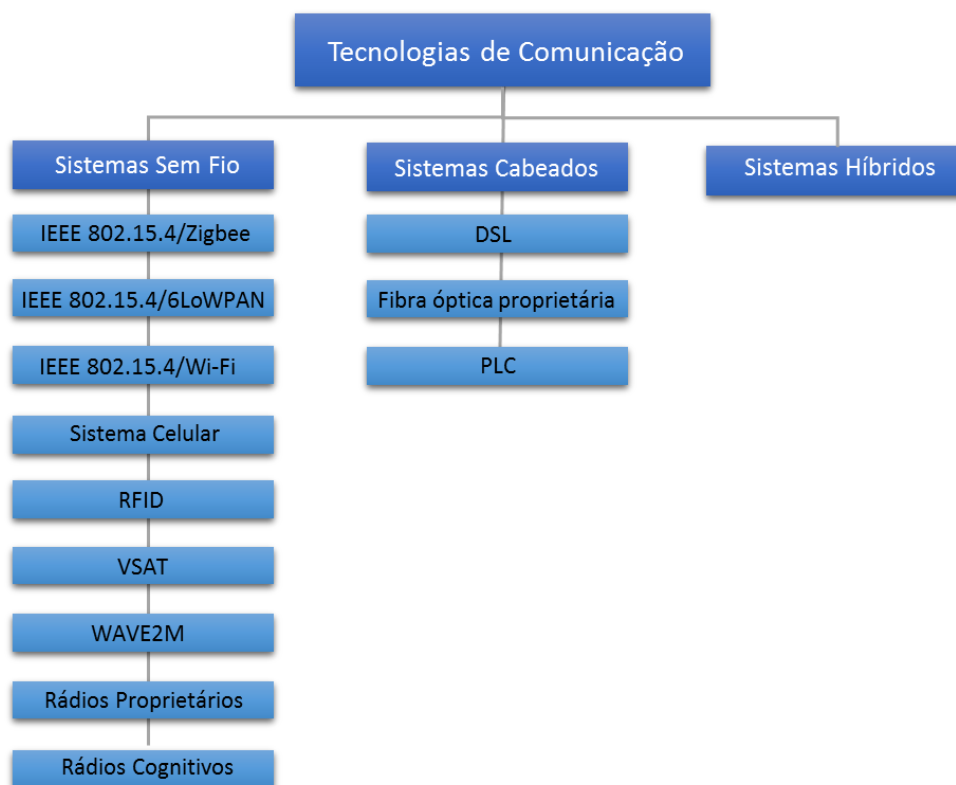 Tecnologias de Comunicação
Sistemas Sem Fio
IEEE 802.15.4/Zigbee
IEEE 802.15.4/6LoWPAN
IEEE 802.15.4/Wi-Fi
Sistema Celular
RFID
VSAT
WAVE2M
Rádios Proprietários
Rádios Cognitivos
Sistemas Cabeados
DSL
Fibra óptica proprietária
PLC
Sistemas Híbridos